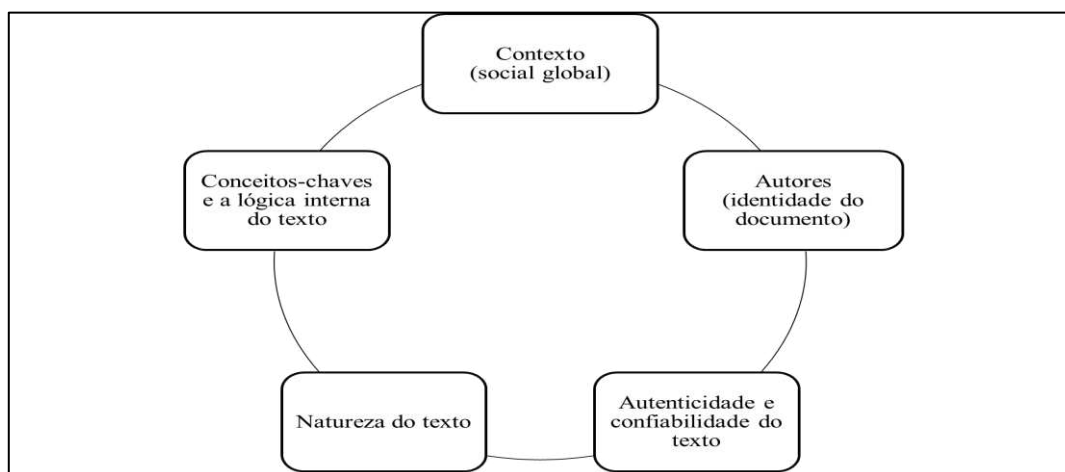 Contexto
(social global)
Autores
(identidade do
documento)
Autenticidade e
confiabilidade do
texto
Natureza do texto
Conceitos-chaves
e a lógica interna
do texto